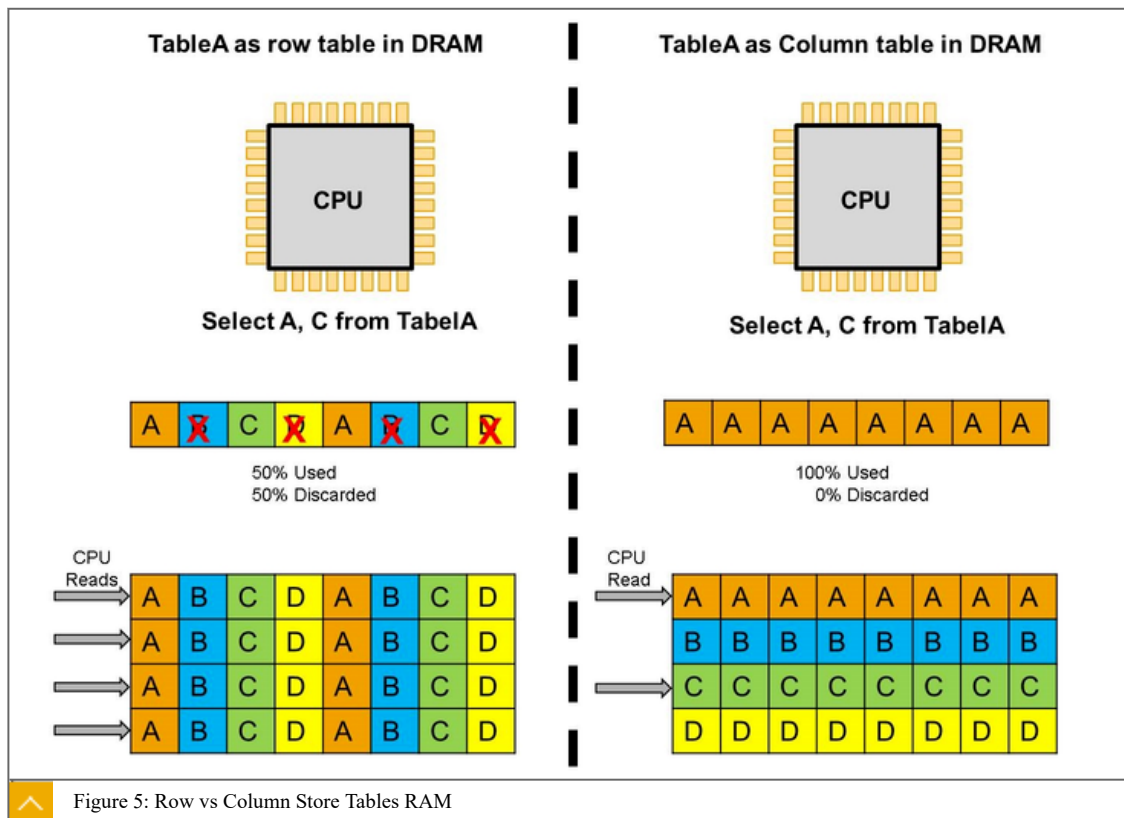 TableA as row table in DRAM
CPU
Select A, C from TabelA
A B C D A B C D
50% Used
50% Discarded
CPU
Reads
A B C D A B C D
A B C D A B C D
A B C D A B C D
A B C D A B C D
TableA as Column table in DRAM
CPU
Select A, C from TabelA
A A A A A A A A
100% Used
0% Discarded
CPU
Read
A A A A A A A A
B B B B B B B B
C C C C C C C C
D D D D D D D D
Figure 5: Row vs Column Store Tables RAM